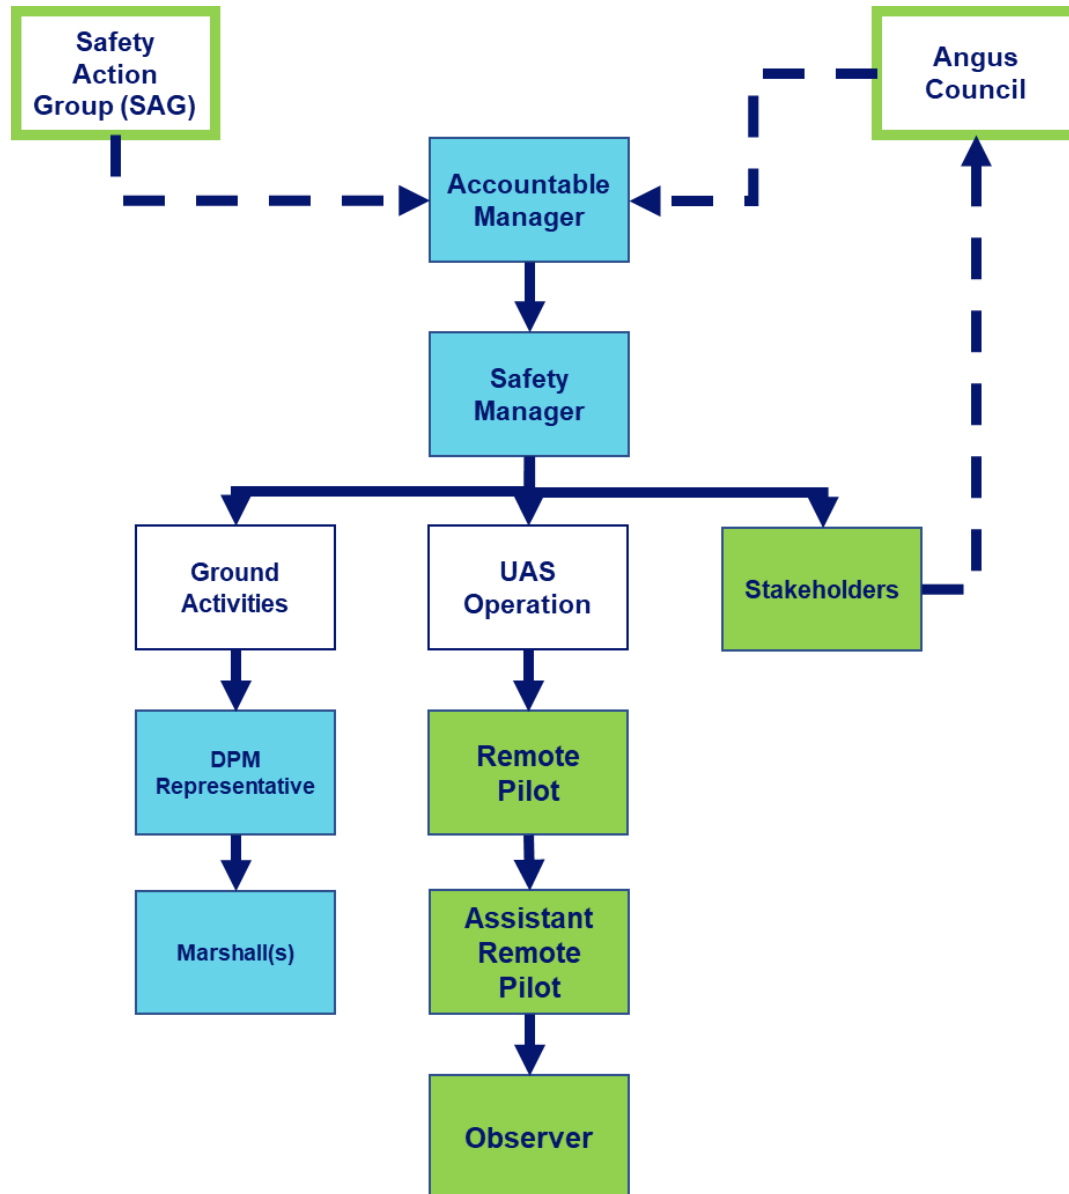 Safety
Action
Group (SAG)
Angus
Council
Accountable
Manager
Safety
Manager
Ground
Activities
UAS
Operation
Stakeholders
DPM
Representative
Remote
Pilot
Marshall(s)
Assistant
Remote
Pilot
Observer